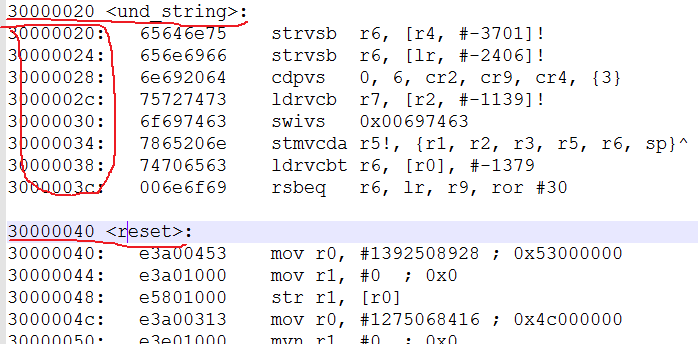 30000020 <und_string>:
30000020: 65646e75 strvsb r6, [r4, #-3701]!
30000024: 656e6966 strvsb r6, [lr, #-2406]!
30000028: 6e692064 cdpvs 0, 6, cr2, cr9, cr4, {3}
3000002c: 75727473 ldrvcb r7, [r2, #-1139]!
30000030: 6f697463 swivs 0x00697463
30000034: 7865206e stmvcda r5!, {r1, r2, r3, r5, r6, sp}^
30000038: 74706563 ldrvcbt r6, [r0], #-1379
3000003c: 006e6f69 rsbeq r6, lr, r9, ror #30
30000040 <reset>:
30000040: e3a00453 mov r0, #1392508928 ; 0x53000000
30000044: e3a01000 mov r1, #0 ; 0x0
30000048: e5801000 str r1, [r0]
3000004c: e3a00313 mov r0, #1275068416 ; 0x4c000000
30000050: e3e01000 mvn r1, #0 ; 0x0